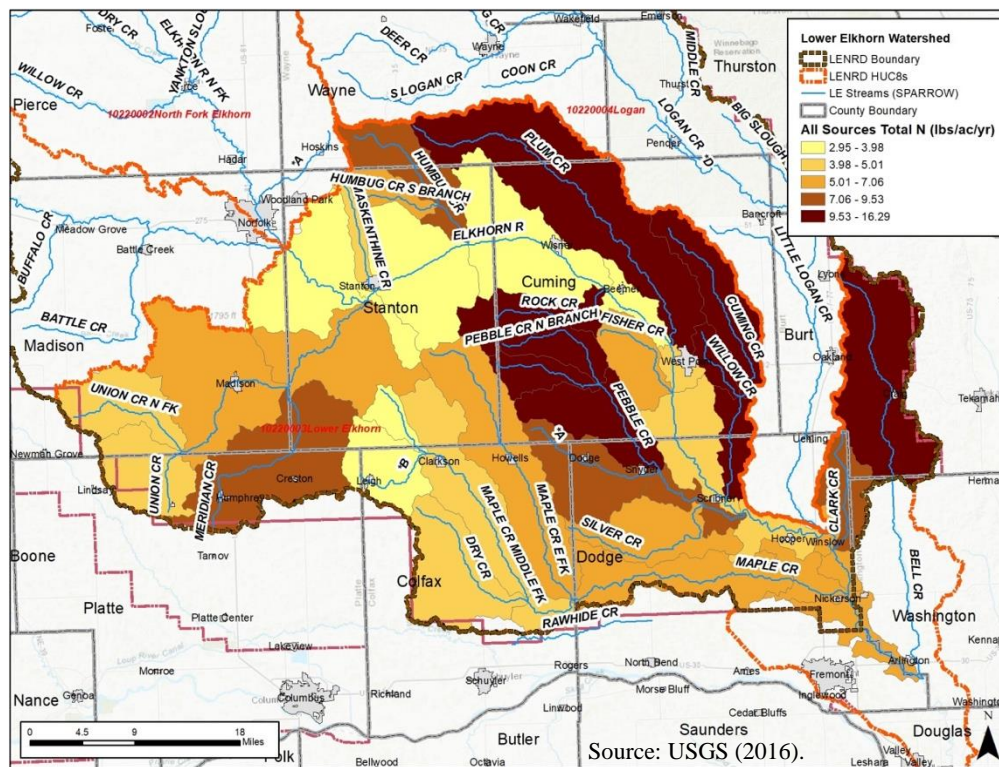 DRY CR
Foster
ELKHORN R N FK
YANKTON SLO
WILLOW CR
Pierce
10220002North Fork Elkhorn
Hadar
Wayne
DEER CR
S LOGAN CR
Wayne
COON CR
Wakefield
Emerson
MIDDLE CR
Thurst
Winnebago
Reservation
Thurston
BIG SLOUGH
10220004Logan
LOGAN CR
LOGAN CR "D"
Pender
Hoskins
"A
PLUM CR
HUMBUG CR
HUMBUG CR S BRANCH
Woodland Park
Norfolk
MASKENTHINE CR
ELKHORN R
Wisner
Bancroft
BUFFALO CR
Meadow Grove
Battle Creek
BATTLE CR
Madison
Stanton
Stanton
Cuming
Beemer
ROCK CR
PEBBLE CR N BRANCH
FISHER CR
West Point
LITTLE LOGAN CR
Lyons
CUMING CR
Burt
WILLOW CR
Oakland
Tekamah
Madison
UNION CR N FK
10220003Lower Elkhorn
PEBBLE CR
Newman Grove
Lindsay
UNION CR
MERIDIAN CR
Humphrey
Creston
Leigh
"B
Clarkson
Howells
"A
Dodge
Snyder
Scribner
Uehling
CLARK CR
Tarnov
Boone
Platte
Platte Center
Colfax
DRY CR
MAPLE CR MIDDLE FK
MAPLE CR E FK
SILVER CR
Dodge
Hooper
Winslow
MAPLE CR
Nickerson
BELL CR
Washington
Arlington
RAWHIDE CR
Lakeview
Monroe
Nance
Genoa
Columbus
Richland
Schuyler
Rogers
North Bend
Ames
Morse Bluff
Fremont
Inglewood
Linwood
Cedar Bluffs
Butler
Saunders
Douglas
Valley
Bellwood
Octavia
Leshara
Lower Elkhorn Watershed
LENRD Boundary
LENRD HUC8s
LE Streams (SPARROW)
County Boundary
All Sources Total N (lbs/ac/yr)
2.95 - 3.98
3.98 - 5.01
5.01 - 7.06
7.06 - 9.53
9.53 - 16.29
0 4.5 9 18
Miles
N
Source: USGS (2016).